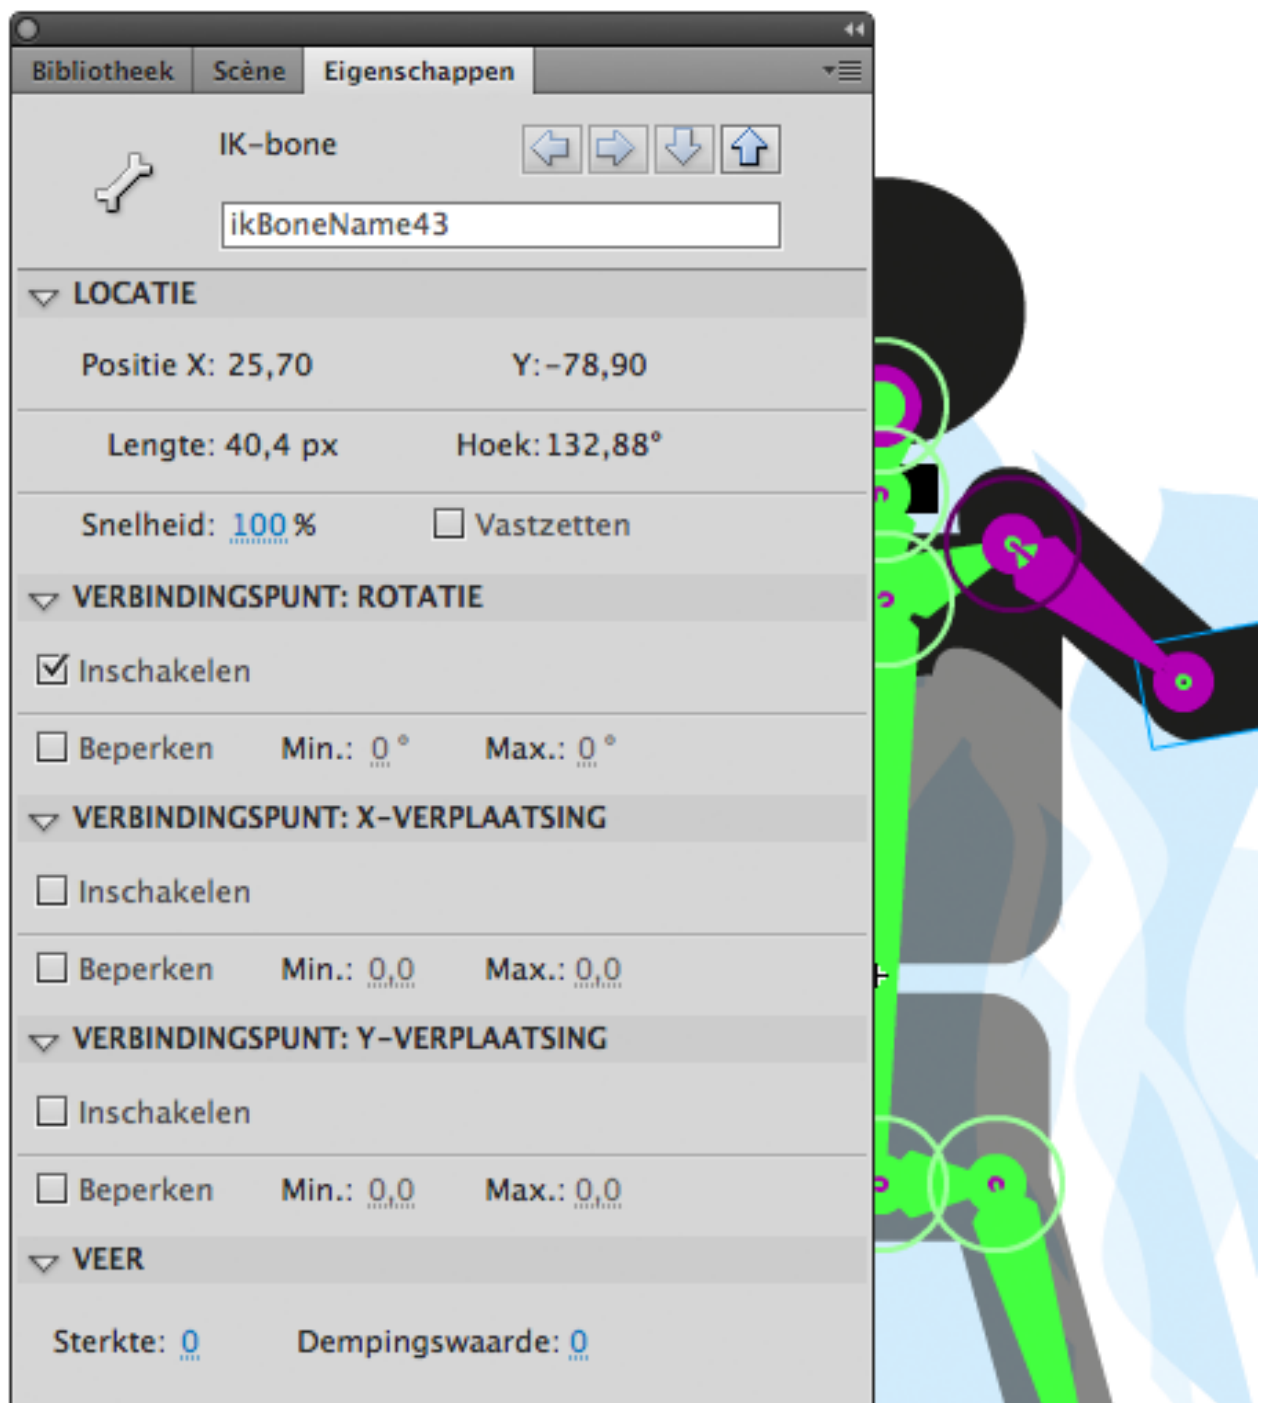 Bibliotheek Scène Eigenschappen
IK-bone
ikBoneName43
LOCATIE
Positie X: 25,70 Y:-78,90
Lengte: 40,4 px Hoek: 132,88°
Snelheid: 100 % Vastzetten
VERBINDINGSPUNT: ROTATIE
Inschakelen
Beperken Min.: 0 ° Max.: 0 °
VERBINDINGSPUNT: X-VERPLAATSING
Inschakelen
Beperken Min.: 0,0 Max.: 0,0
VERBINDINGSPUNT: Y-VERPLAATSING
Inschakelen
Beperken Min.: 0,0 Max.: 0,0
VEER
Sterkte: 0 Dempingswaarde: 0